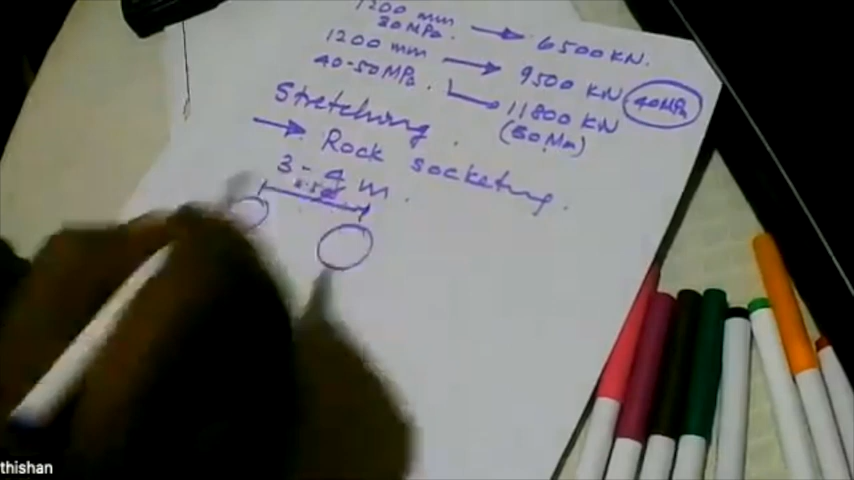 1200 mm
30 MPa. → 6500 KN.
1200 mm
40-50 MPa. → 9500 KN 40MPa
11800 KN
(50 Mm)
Stretching.
→ Rock socketing.
3-4 m.
thishan